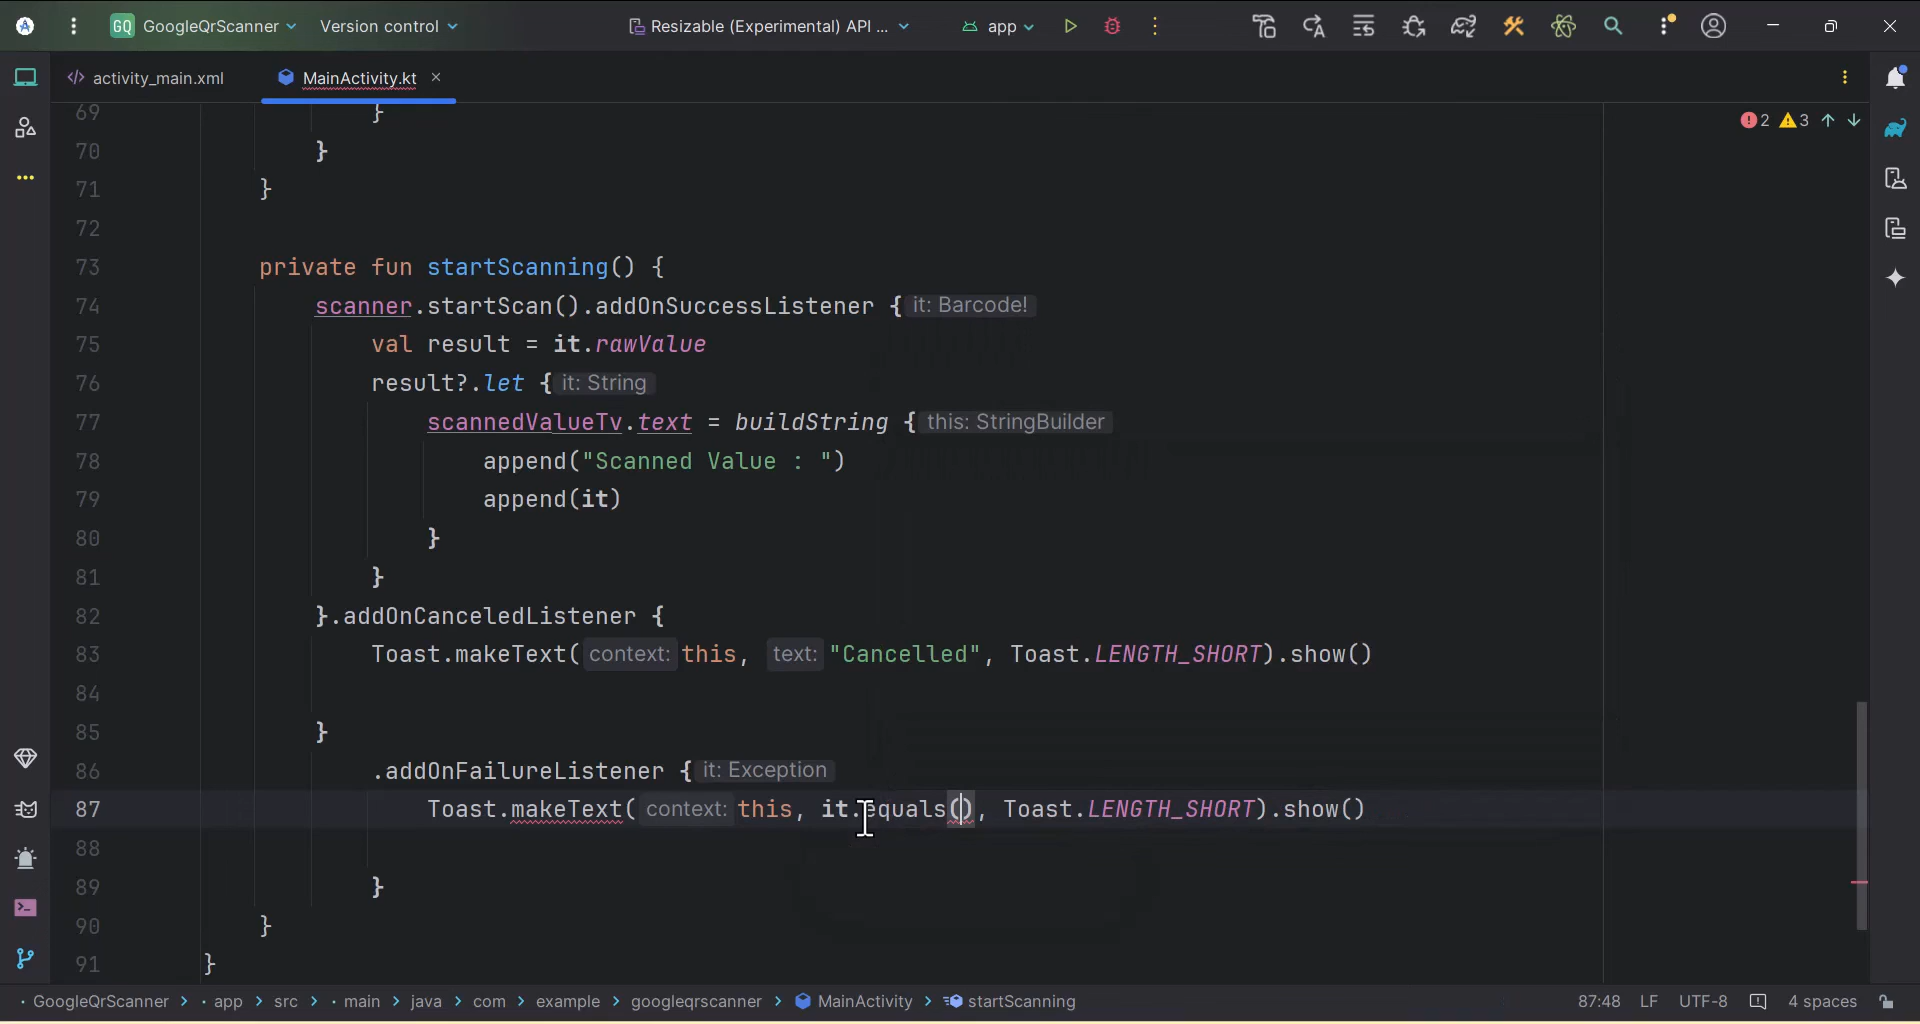 GQ GoogleQrScanner Version control Resizable (Experimental) API ... app
activity_main.xml MainActivity.kt
2 3
69 }
70 }
71 }
72
73 private fun startScanning() {
74 scanner.startScan().addOnSuccessListener { it: Barcode!
75 val result = it.rawValue
76 result?.let { it: String
77 scannedValueTv.text = buildString { this: StringBuilder
78 append("Scanned Value : ")
79 append(it)
80 }
81 }
82 }.addOnCanceledListener {
83 Toast.makeText( context: this, text: "Cancelled", Toast.LENGTH_SHORT).show()
84
85 }
86 .addOnFailureListener { it: Exception
87 Toast.makeText( context: this, it.equals(), Toast.LENGTH_SHORT).show()
88
89 }
90 }
91 }
GoogleQrScanner > app > src > main > java > com > example > googleqrscanner > MainActivity > startScanning 87:48 LF UTF-8 4 spaces